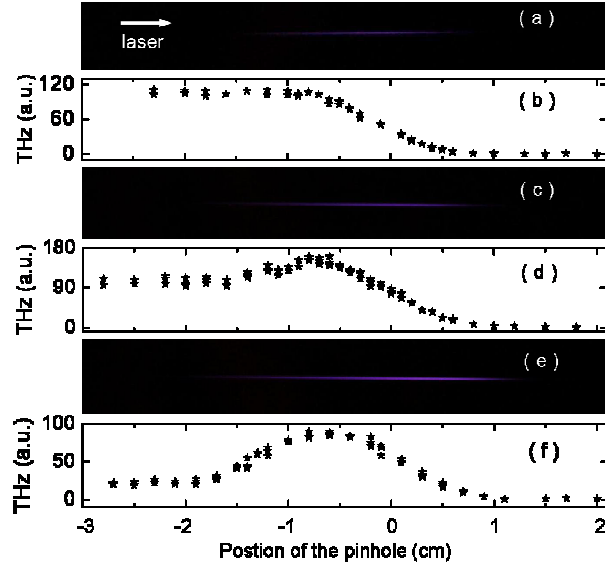 ( a )
laser
120
60
0
THz (a.u.)
( b )
( c )
180
90
0
THz (a.u.)
( d )
( e )
100
50
0
THz (a.u.)
( f )
-3 -2 -1 0 1 2
Postion of the pinhole (cm)